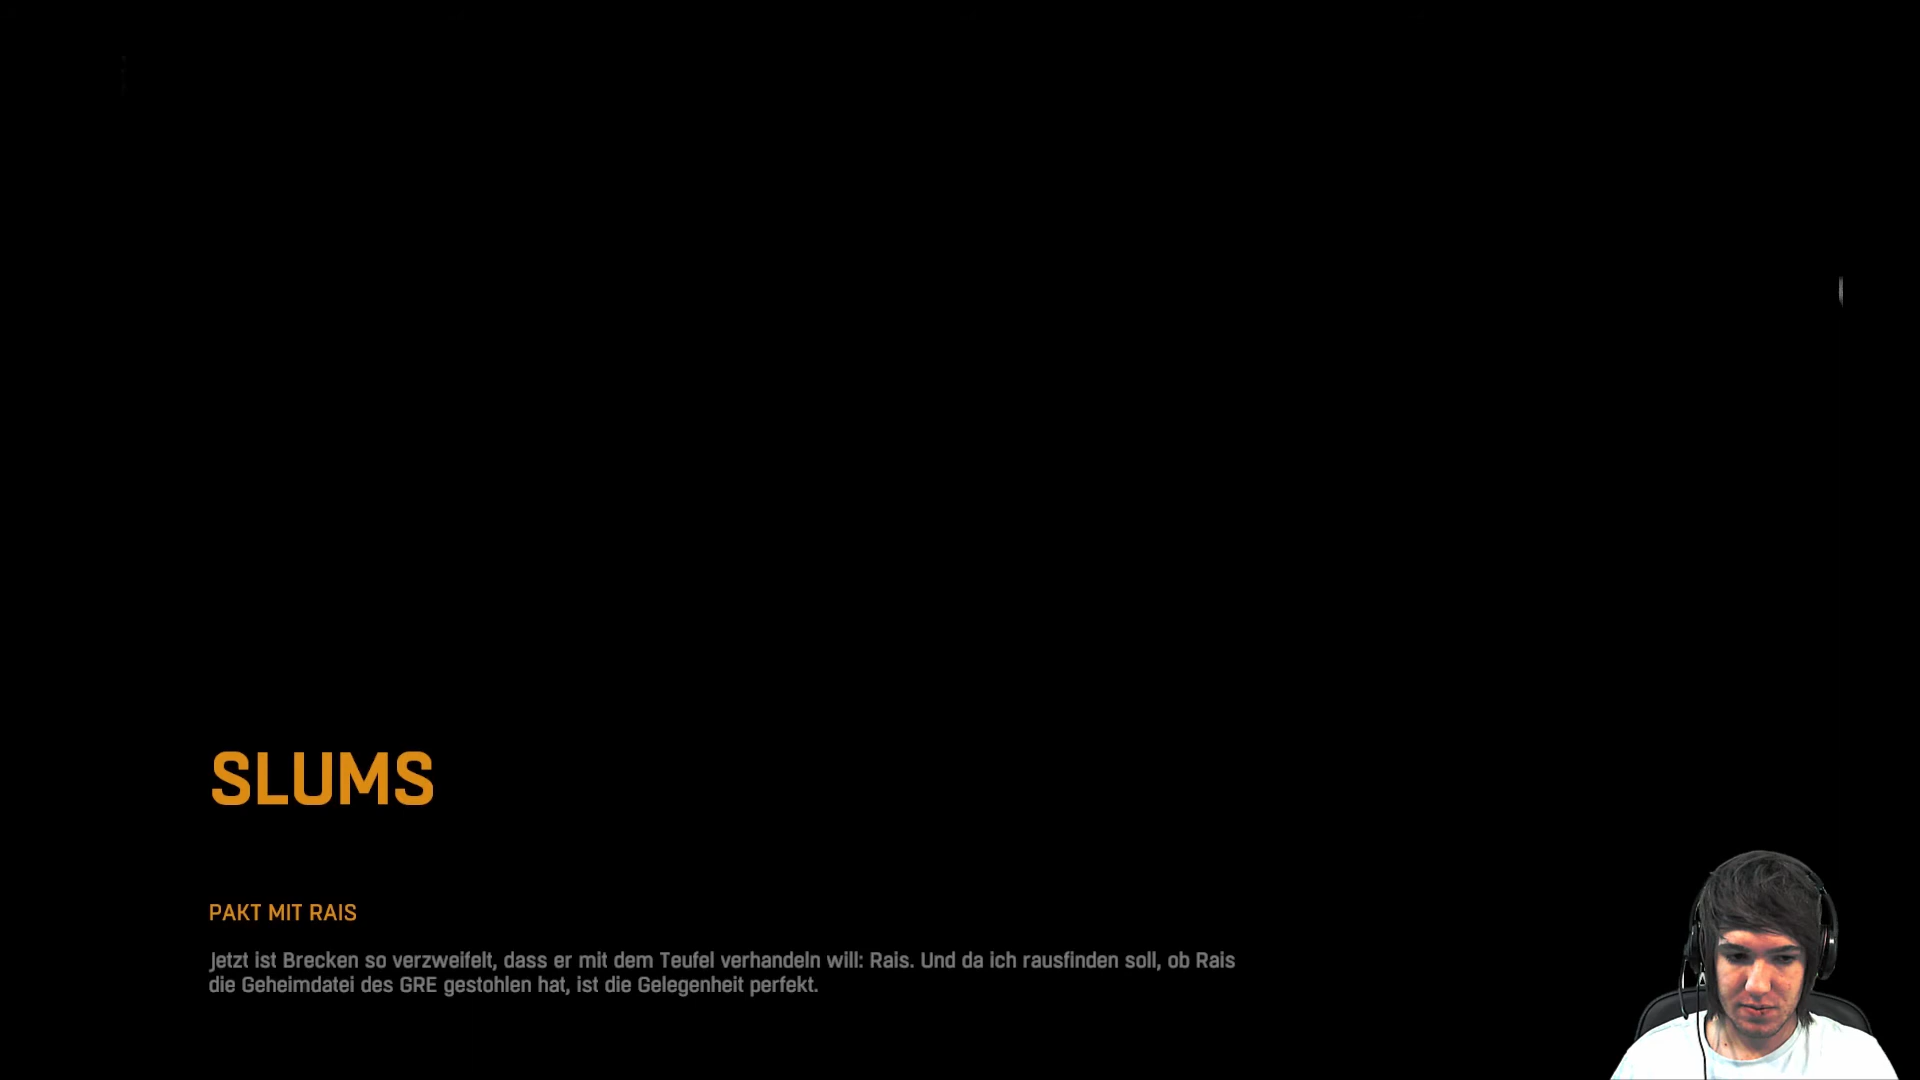 SLUMS
PAKT MIT RAIS
Jetzt ist Brecken so verzweifelt, dass er mit dem Teufel verhandeln will: Rais. Und da ich rausfinden soll, ob Rais
die Geheimdatei des GRE gestohlen hat, ist die Gelegenheit perfekt.